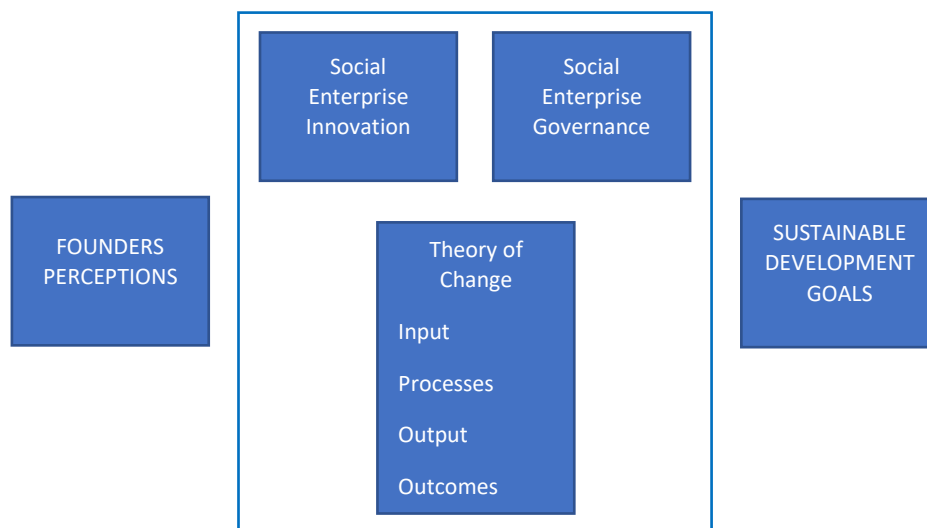 Social
Enterprise
Innovation
Social
Enterprise
Governance
FOUNDERS
PERCEPTIONS
Theory of
Change
Input
Processes
Output
Outcomes
SUSTAINABLE
DEVELOPMENT
GOALS